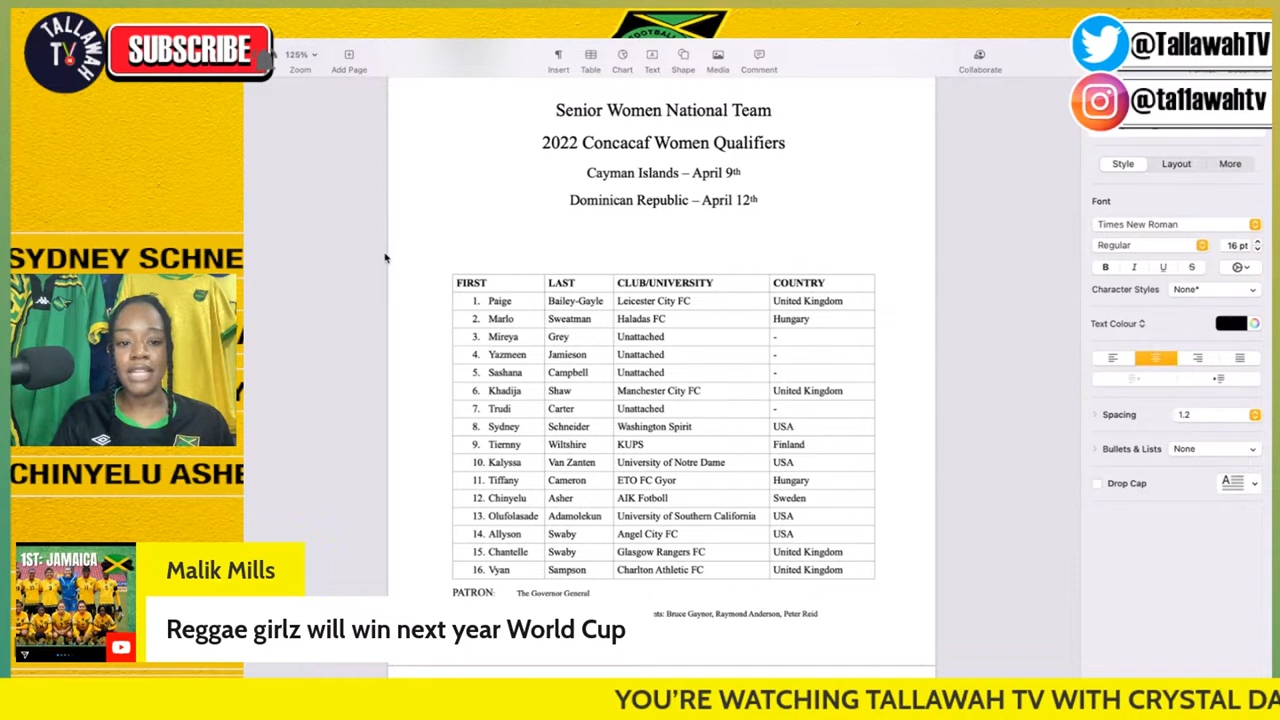 TALLAWAH
TV
SUBSCRIBE
@TallawahTV
@ta11awahtv
125%
Zoom
Add Page
Insert
Table
Chart
Text
Shape
Media
Comment
Collaborate
Senior Women National Team
2022 Concacaf Women Qualifiers
Cayman Islands – April 9th
Dominican Republic – April 12th
FIRST LAST CLUB/UNIVERSITY COUNTRY
1. Paige Bailey-Gayle Leicester City FC United Kingdom
2. Marlo Sweatman Haladas FC Hungary
3. Mireya Grey Unattached -
4. Yazmeen Jamieson Unattached -
5. Sashana Campbell Unattached -
6. Khadija Shaw Manchester City FC United Kingdom
7. Trudi Carter Unattached -
8. Sydney Schneider Washington Spirit USA
9. Tiernny Wiltshire KUPS Finland
10. Kalyssa Van Zanten University of Notre Dame USA
11. Tiffany Cameron ETO FC Gyor Hungary
12. Chinyelu Asher AIK Fotboll Sweden
13. Olufolasade Adamolekun University of Southern California USA
14. Allyson Swaby Angel City FC USA
15. Chantelle Swaby Glasgow Rangers FC United Kingdom
16. Vyan Sampson Charlton Athletic FC United Kingdom
PATRON: The Governor General
nts: Bruce Gaynor, Raymond Anderson, Peter Reid
Style Layout More
Font
Times New Roman
Regular 16 pt
B I U S
Character Styles None*
Text Colour
Spacing 1.2
Bullets & Lists None
Drop Cap
SYDNEY SCHNE
CHINYELU ASHE
1ST: JAMAICA
Malik Mills
Reggae girlz will win next year World Cup
YOU'RE WATCHING TALLAWAH TV WITH CRYSTAL DA